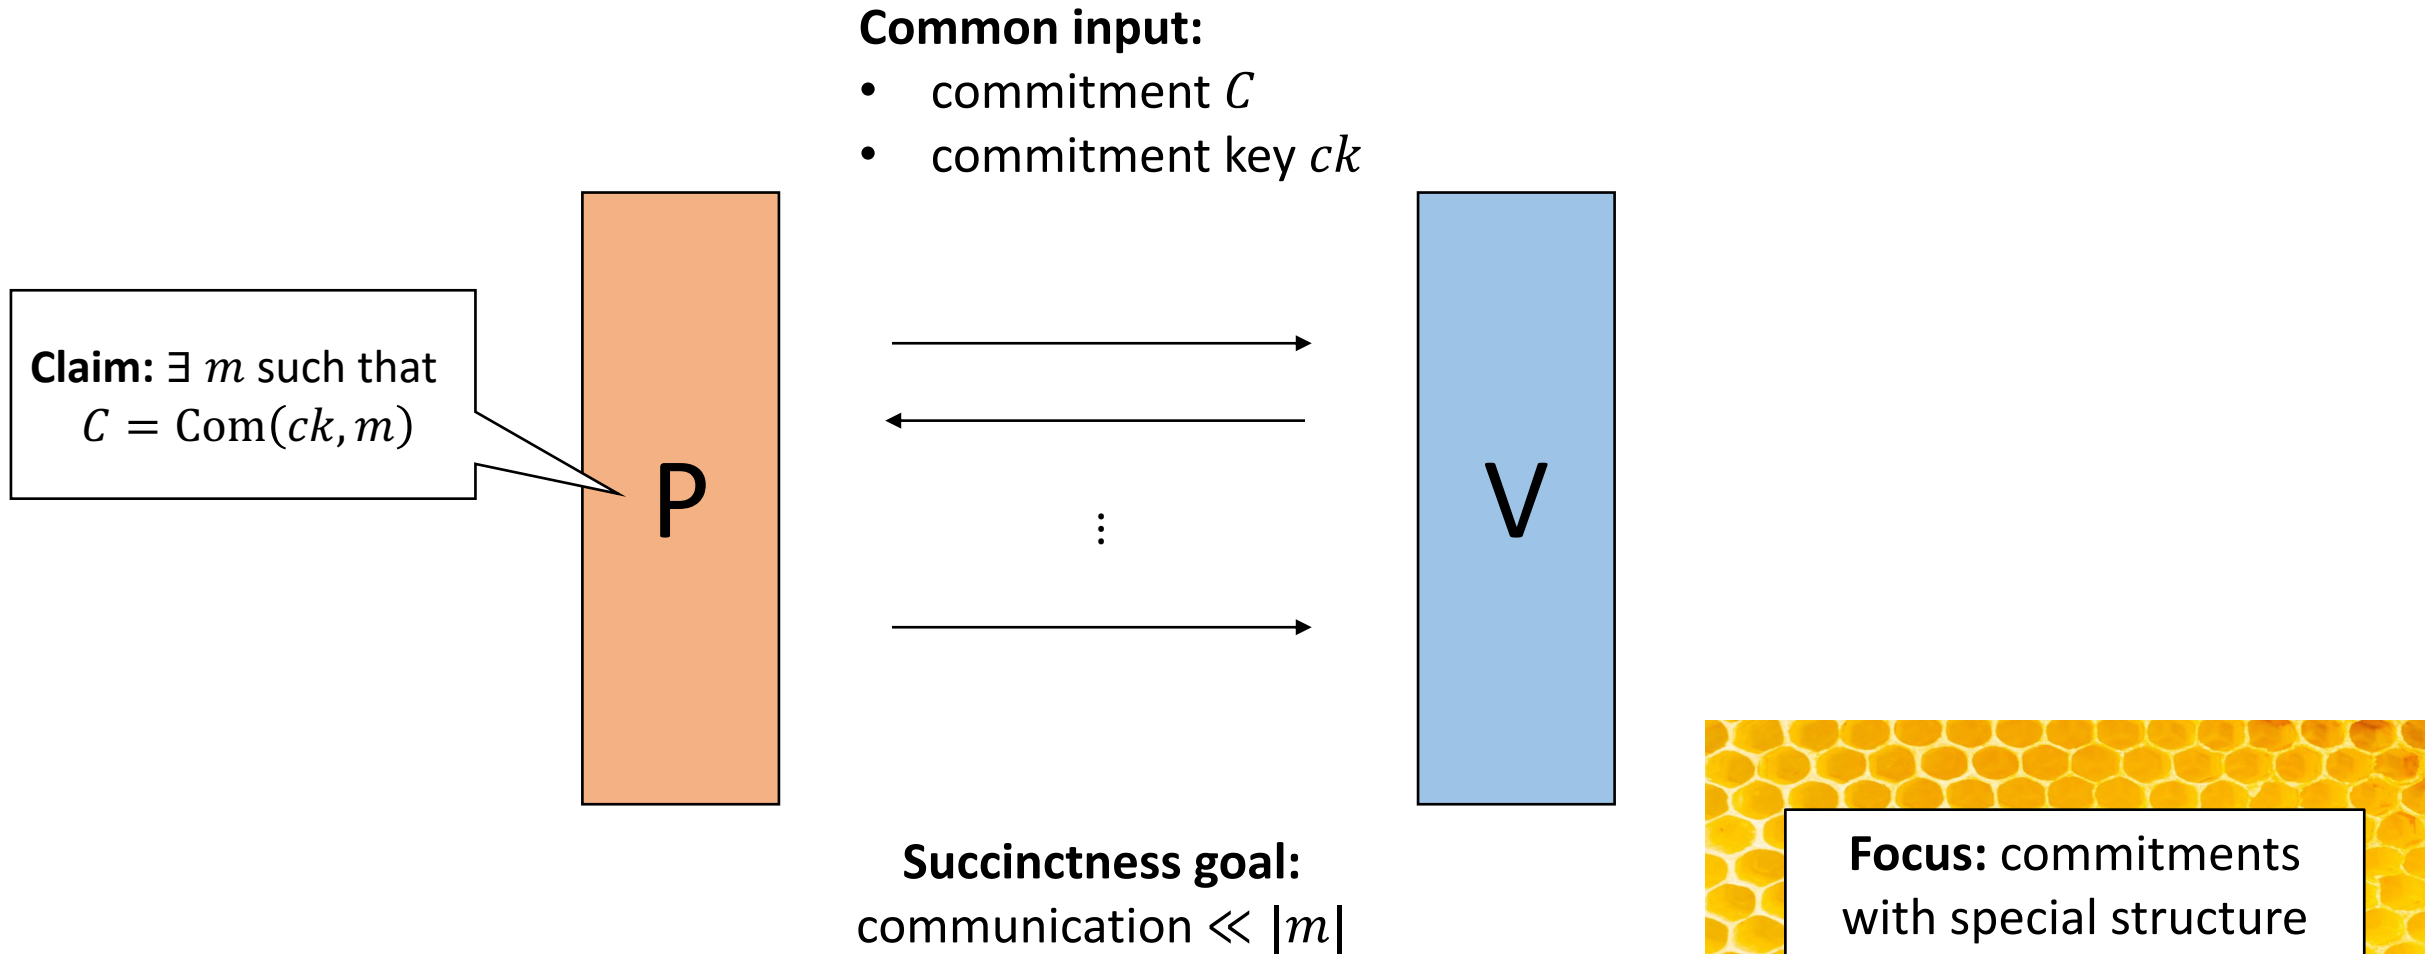 Common input:
• commitment 𝐶
• commitment key 𝑐𝑘
Claim: ∃ 𝑚 such that
𝐶 = Com(𝑐𝑘, 𝑚)
P
V
⋮
Succinctness goal:
communication ≪ |𝑚|
Focus: commitments
with special structure